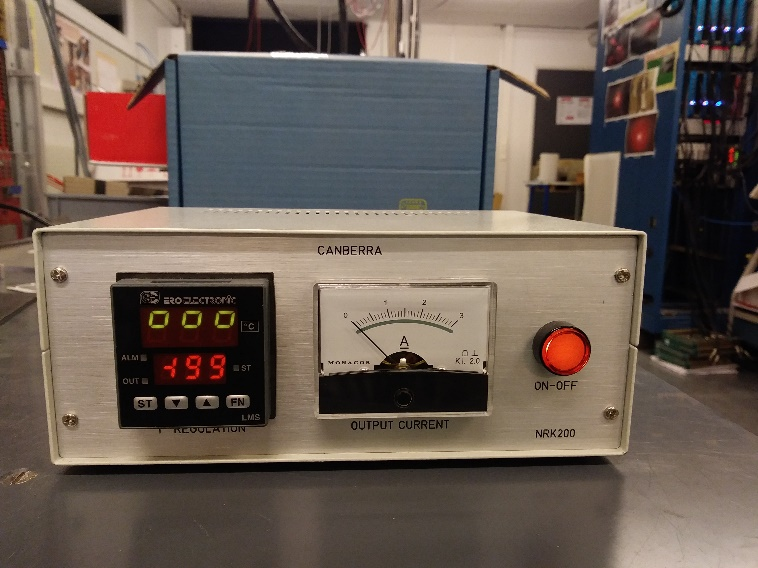 CANBERRA
ERO ELECTRONIC
000
°C
ALM
-199
ST
OUT
ST
FN
LMS
T° REGULATION
0 1 2 3
A
MONACOR
Kl. 2.0
OUTPUT CURRENT
ON-OFF
NRK200